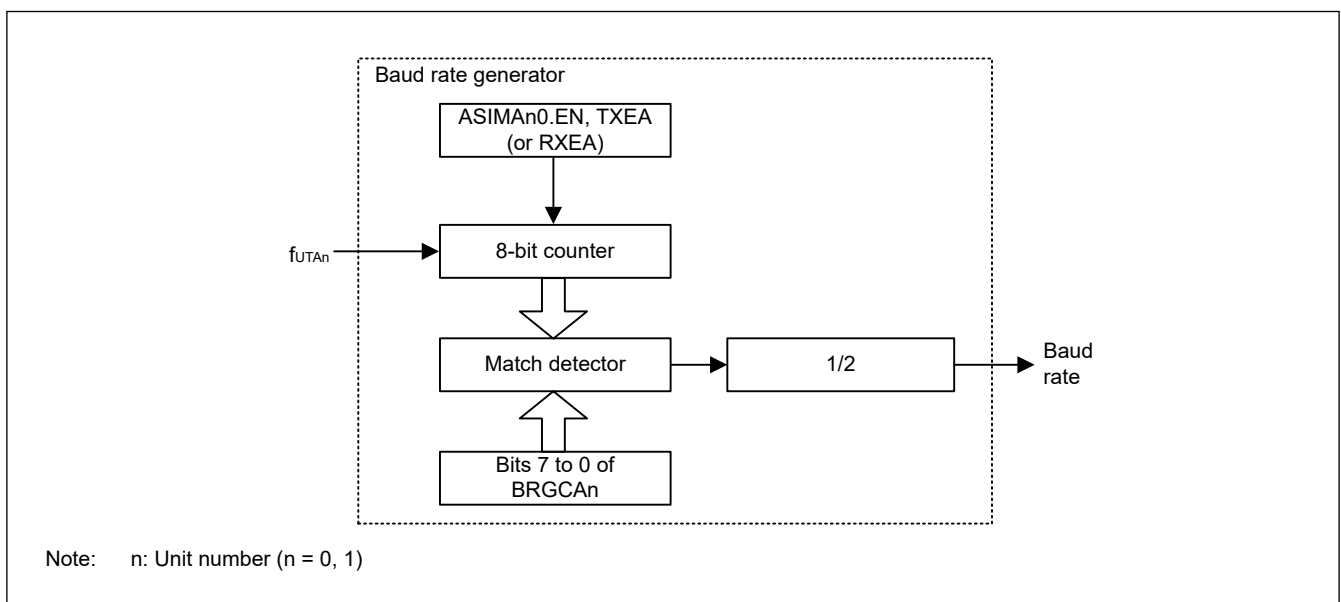 Baud rate generator
ASIMAn0.EN, TXEA
(or RXEA)
fUTAn
8-bit counter
Match detector
1/2
Baud
rate
Bits 7 to 0 of
BRGCAn
Note: n: Unit number (n = 0, 1)